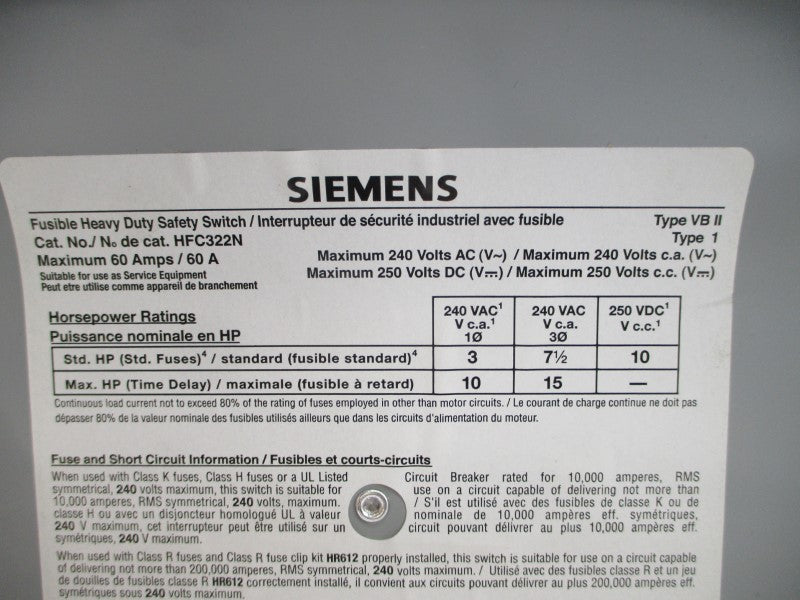 SIEMENS
Fusible Heavy Duty Safety Switch / Interrupteur de sécurité industriel avec fusible Type VB II
Cat. No./ No de cat. HFC322N Type 1
Maximum 60 Amps / 60 A Maximum 240 Volts AC (V~) / Maximum 240 Volts c.a. (V~)
Suitable for use as Service Equipment Maximum 250 Volts DC (V⎓) / Maximum 250 Volts c.c. (V⎓)
Peut etre utilise comme appareil de branchement
Horsepower Ratings
Puissance nominale en HP
240 VAC¹ 240 VAC 250 VDC¹
V c.a.¹ V c.a. V c.c.¹
1Ø 3Ø
Std. HP (Std. Fuses)⁴ / standard (fusible standard)⁴ 3 7½ 10
Max. HP (Time Delay) / maximale (fusible à retard) 10 15 —
Continuous load current not to exceed 80% of the rating of fuses employed in other than motor circuits. / Le courant de charge continue ne doit pas
dépasser 80% de la valeur nominale des fusibles utilisés ailleurs que dans les circuits d'alimentation du moteur.
Fuse and Short Circuit Information / Fusibles et courts-circuits
When used with Class K fuses, Class H fuses or a UL Listed Circuit Breaker rated for 10,000 amperes, RMS
symmetrical, 240 volts maximum, this switch is suitable for use on a circuit capable of delivering not more than
10,000 amperes, RMS Symmetrical, 240 volts, maximum. / S'il est utilisé avec des fusibles de classe K ou de
classe H ou avec un disjoncteur homologué UL à valeur nominale de 10,000 ampères eff. symétriques,
240 V maximum, cet interrupteur peut être utilisé sur un circuit pouvant délivrer au plus 10,000 ampères eff.
symétriques, 240 V maximum.
When used with Class R fuses and Class R fuse clip kit HR612 properly installed, this switch is suitable for use on a circuit capable
of delivering not more than 200,000 amperes, RMS symmetrical, 240 volts maximum. / Utilisé avec des fusibles classe R et un jeu
de douilles de fusibles classe R HR612 correctement installé, il convient aux circuits pouvant délivrer au plus 200,000 ampères eff.
symétriques sous 240 volts maximum.